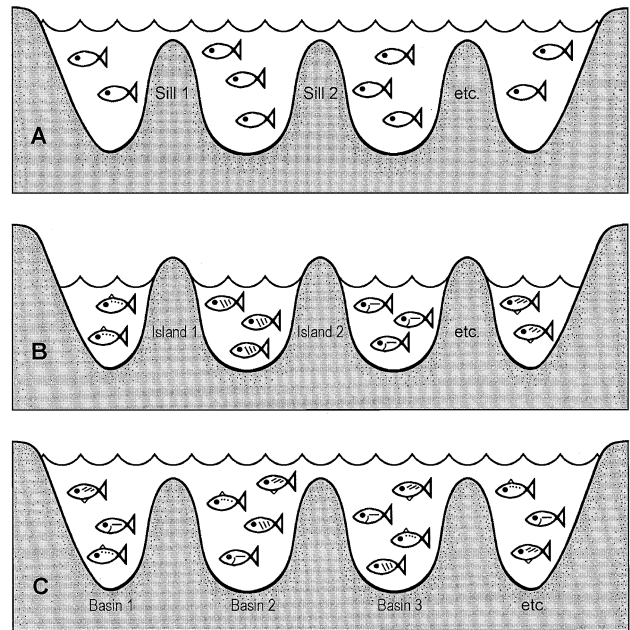 Sill 1
Sill 2
etc.
A
Island 1
Island 2
etc.
B
C
Basin 1
Basin 2
Basin 3
etc.